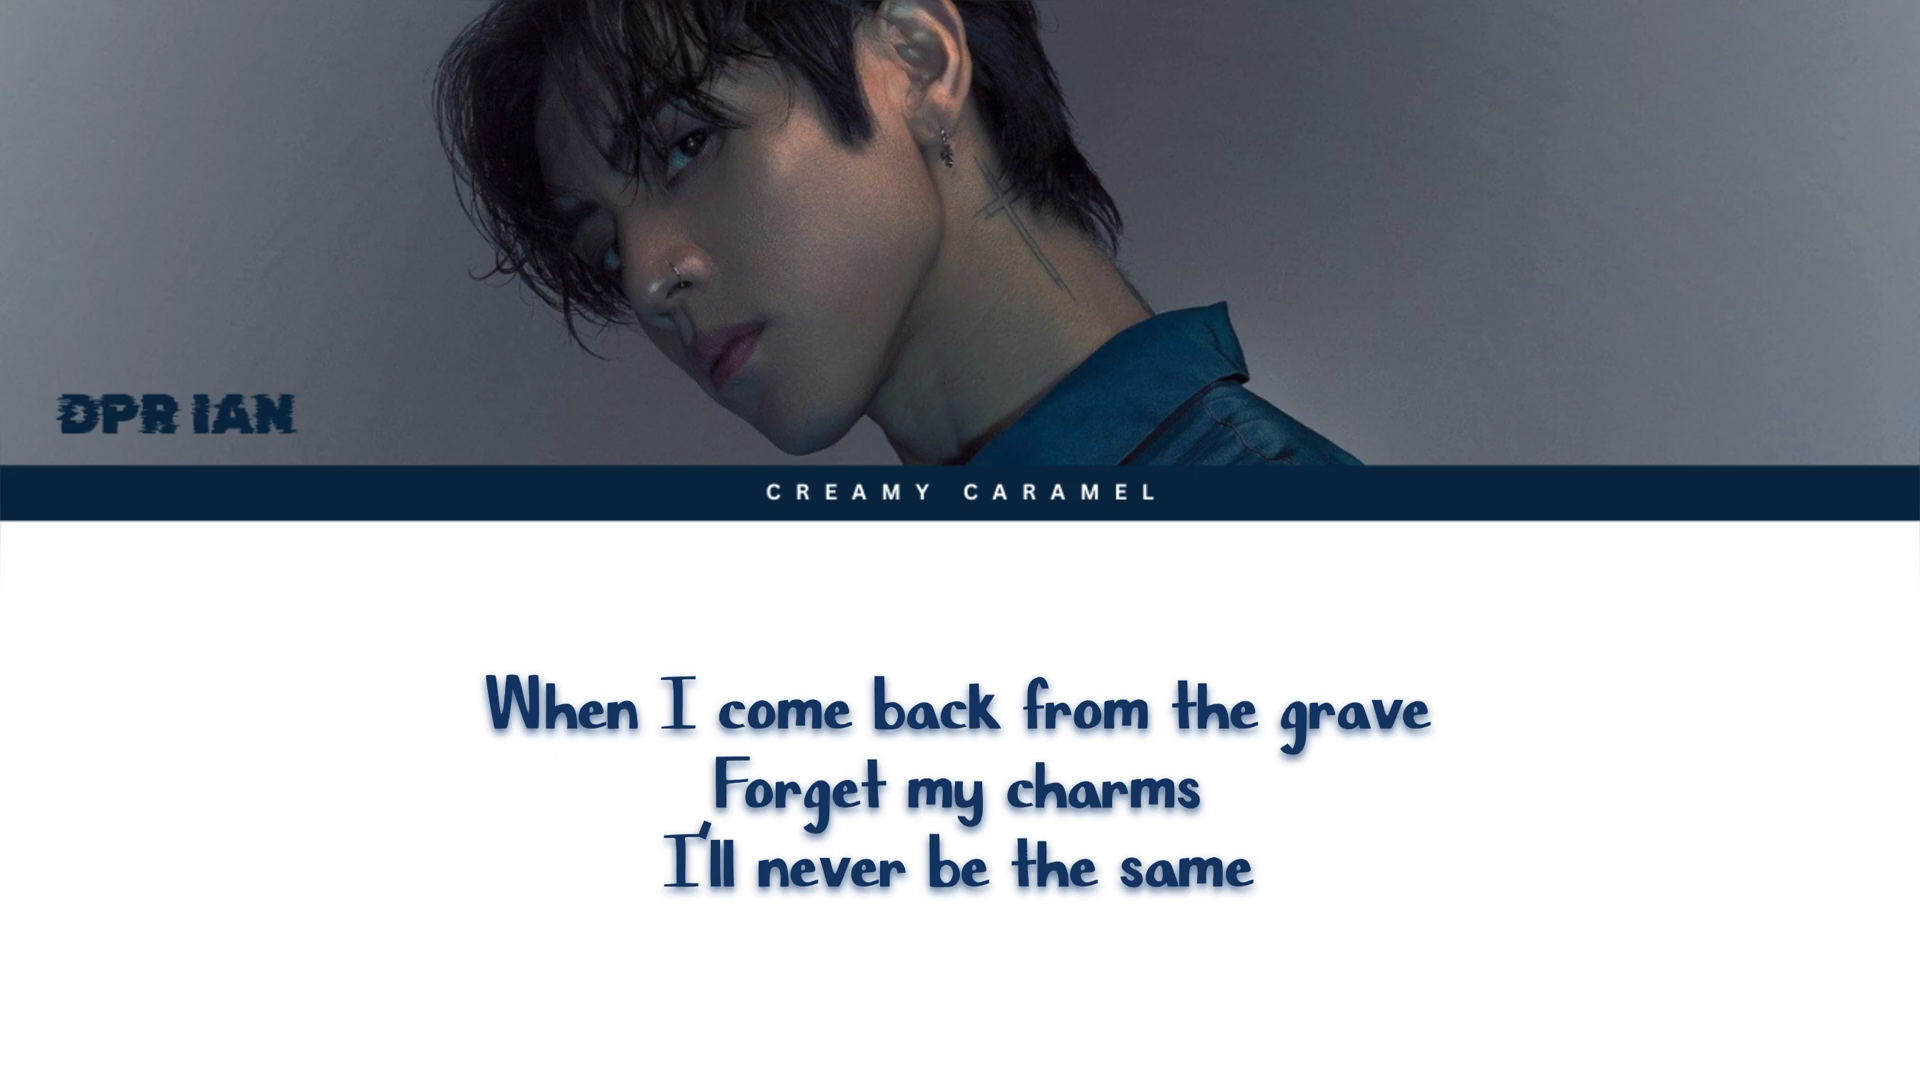 DPR IAN
CREAMY CARAMEL
When I come back from the grave
Forget my charms
I'll never be the same